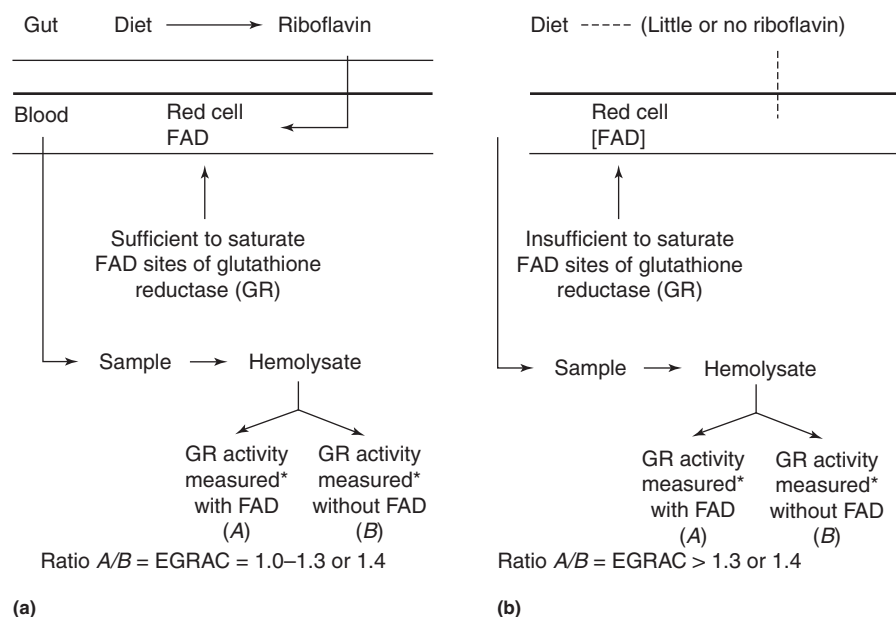 Gut Diet Riboflavin
Blood
Red cell
FAD
Sufficient to saturate
FAD sites of glutathione
reductase (GR)
Sample Hemolysate
GR activity
measured*
with FAD
(A)
GR activity
measured*
without FAD
(B)
Ratio A/B = EGRAC = 1.0–1.3 or 1.4
(a)
Diet (Little or no riboflavin)
Red cell
[FAD]
Insufficient to saturate
FAD sites of glutathione
reductase (GR)
Sample Hemolysate
GR activity
measured*
with FAD
(A)
GR activity
measured*
without FAD
(B)
Ratio A/B = EGRAC > 1.3 or 1.4
(b)